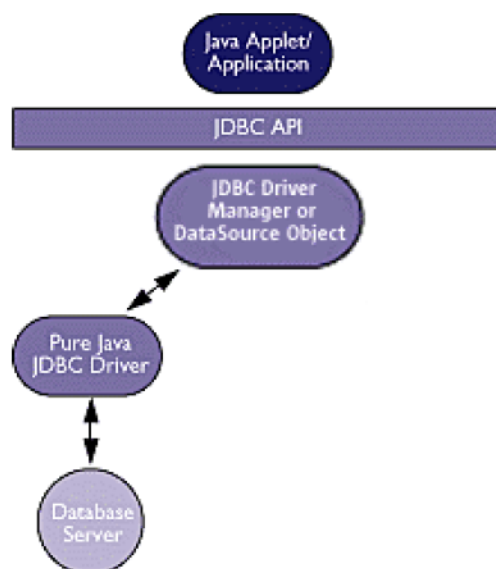 Java Applet/
Application
JDBC API
JDBC Driver
Manager or
DataSource Object
Pure Java
JDBC Driver
Database
Server